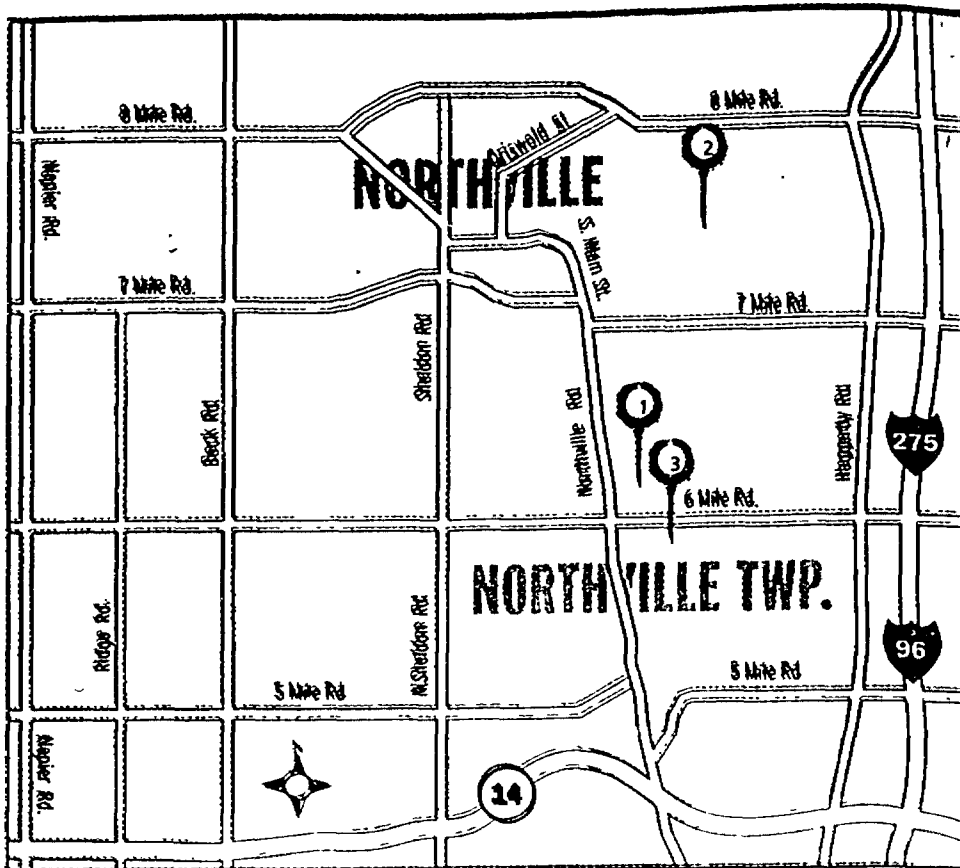 8 Mile Rd.
8 Mile Rd.
Griswold St
2
Napier Rd.
NORTHVILLE
S. Main St.
7 Mile Rd.
7 Mile Rd.
Sheldon Rd
Beck Rd.
Northville Rd
1
Haggerty Rd
275
3
6 Mile Rd.
NORTHVILLE TWP.
Ridge Rd.
N.Sheldon Rd.
96
5 Mile Rd
5 Mile Rd.
Napier Rd.
14